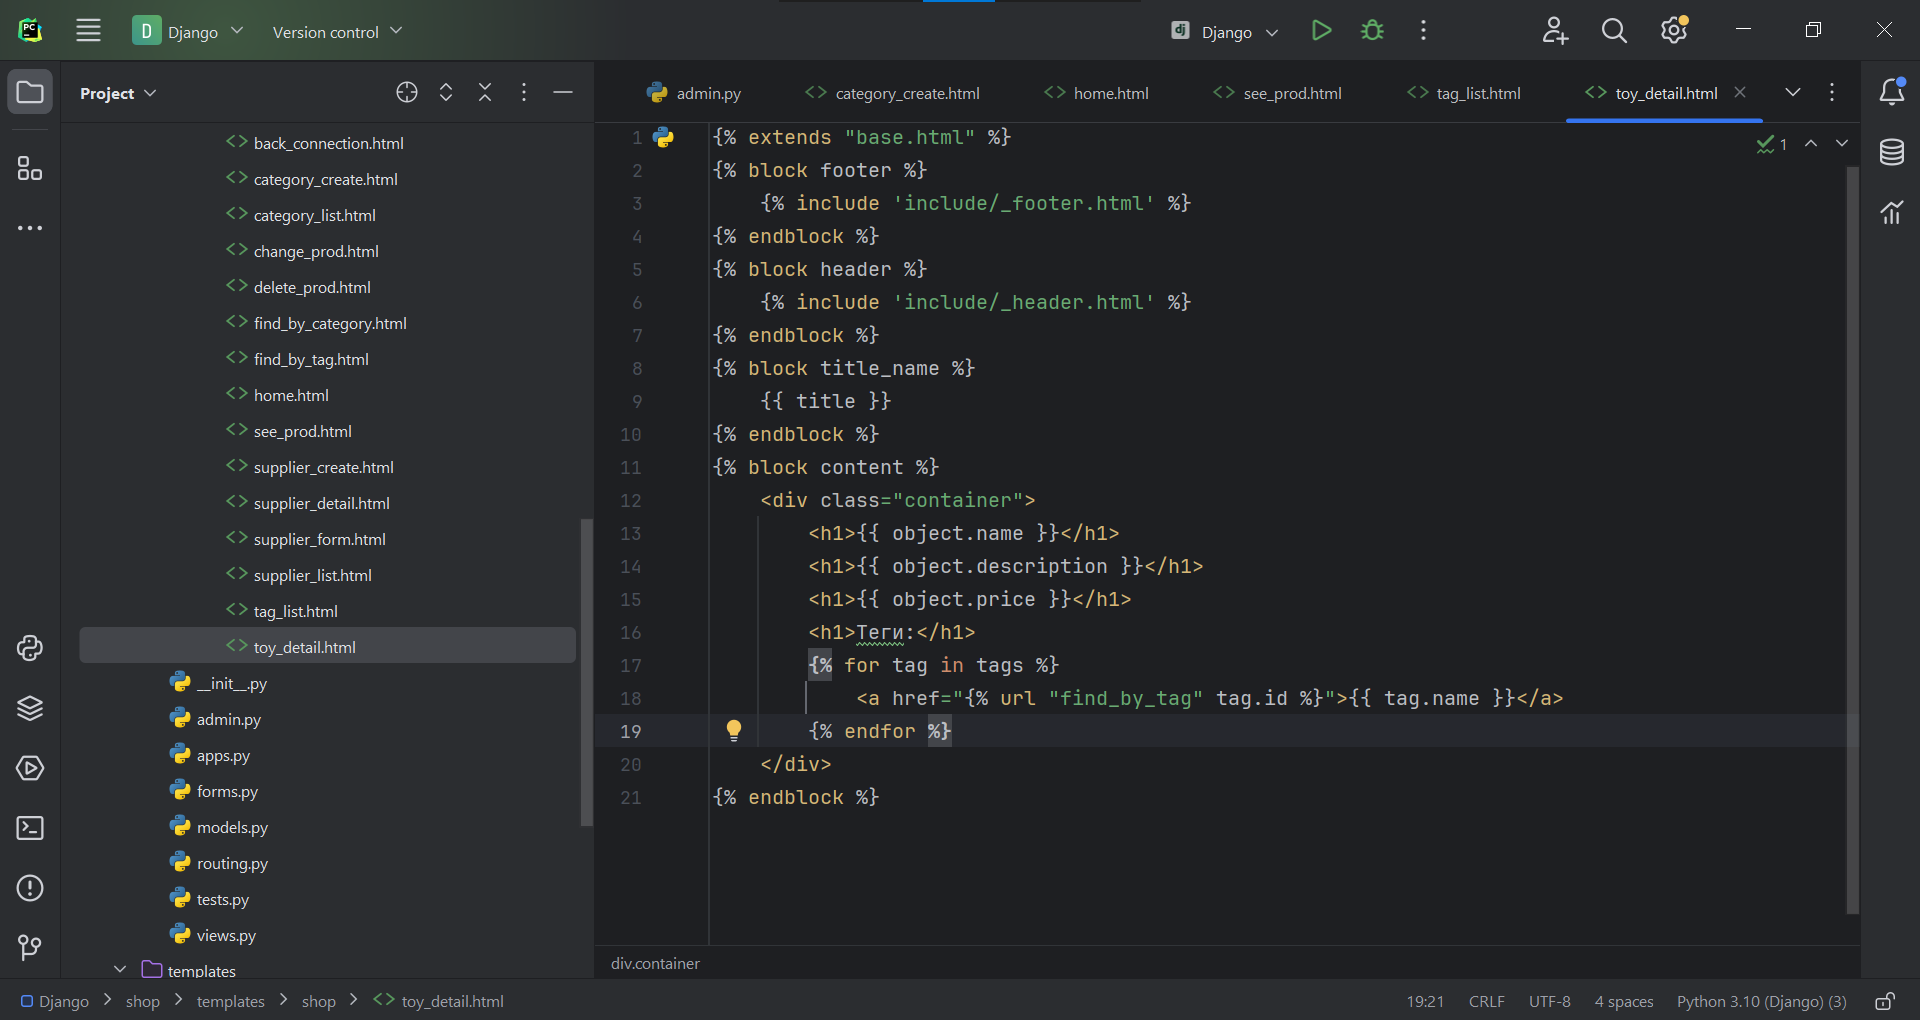 PC
D Django Version control
dj Django
Project
back_connection.html
category_create.html
category_list.html
change_prod.html
delete_prod.html
find_by_category.html
find_by_tag.html
home.html
see_prod.html
supplier_create.html
supplier_detail.html
supplier_form.html
supplier_list.html
tag_list.html
toy_detail.html
__init__.py
admin.py
apps.py
forms.py
models.py
routing.py
tests.py
views.py
templates
admin.py category_create.html home.html see_prod.html tag_list.html toy_detail.html
1
1 {% extends "base.html" %}
2 {% block footer %}
3 {% include 'include/_footer.html' %}
4 {% endblock %}
5 {% block header %}
6 {% include 'include/_header.html' %}
7 {% endblock %}
8 {% block title_name %}
9 {{ title }}
10 {% endblock %}
11 {% block content %}
12 <div class="container">
13 <h1>{{ object.name }}</h1>
14 <h1>{{ object.description }}</h1>
15 <h1>{{ object.price }}</h1>
16 <h1>Теги:</h1>
17 {% for tag in tags %}
18 <a href="{% url "find_by_tag" tag.id %}">{{ tag.name }}</a>
19 {% endfor %}
20 </div>
21 {% endblock %}
div.container
Django shop templates shop toy_detail.html
19:21 CRLF UTF-8 4 spaces Python 3.10 (Django) (3)